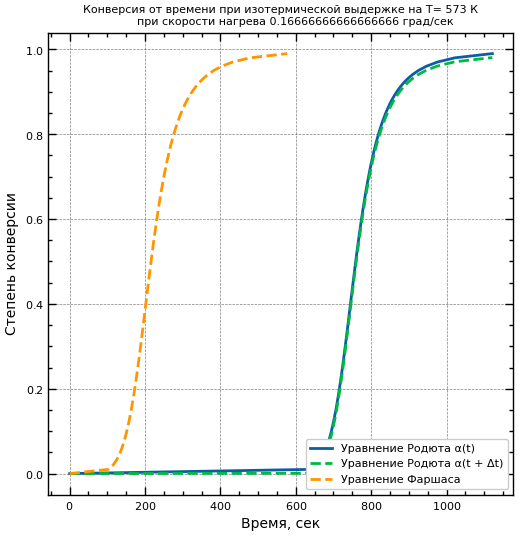 Конверсия от времени при изотермической выдержке на T= 573 К
при скорости нагрева 0.16666666666666666 град/сек
Степень конверсии
1.0
0.8
0.6
0.4
0.2
0.0
Уравнение Родюта α(t)
Уравнение Родюта α(t + Δt)
Уравнение Фаршаса
0 200 400 600 800 1000
Время, сек